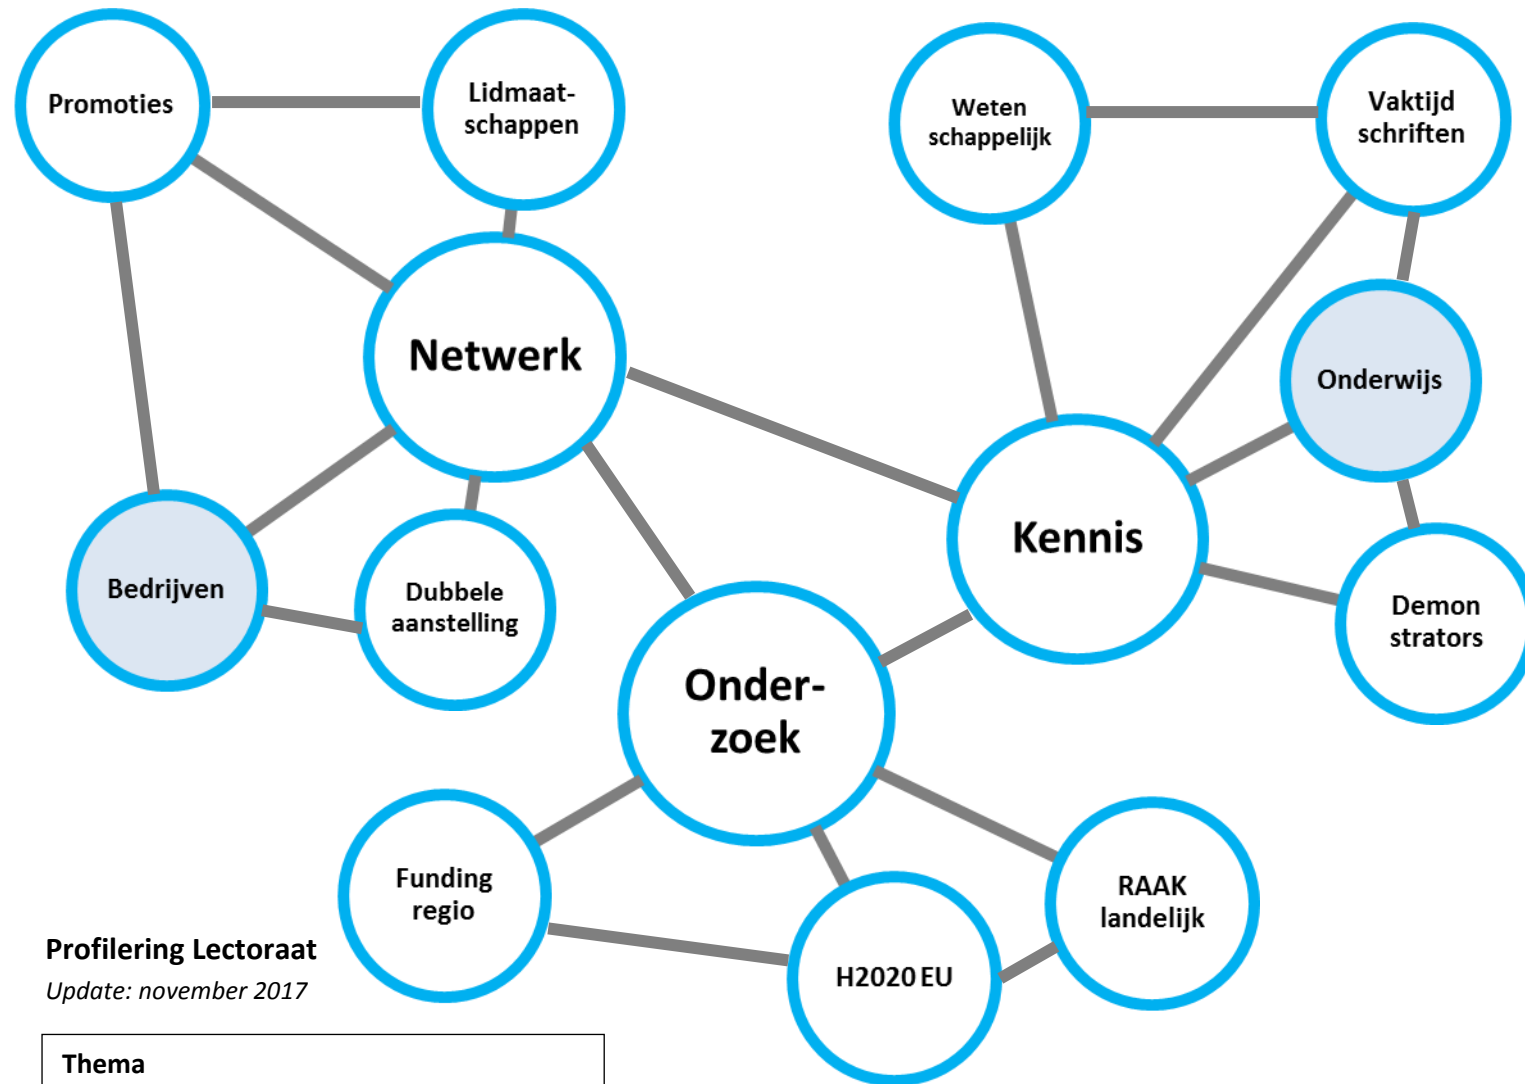 Promoties
Lidmaat-
schappen
Weten
schappelijk
Vaktijd
schriften
Netwerk
Onderwijs
Kennis
Bedrijven
Dubbele
aanstelling
Demon
strators
Onder-
zoek
Funding
regio
RAAK
landelijk
H2020 EU
Profilering Lectoraat
Update: november 2017
Thema